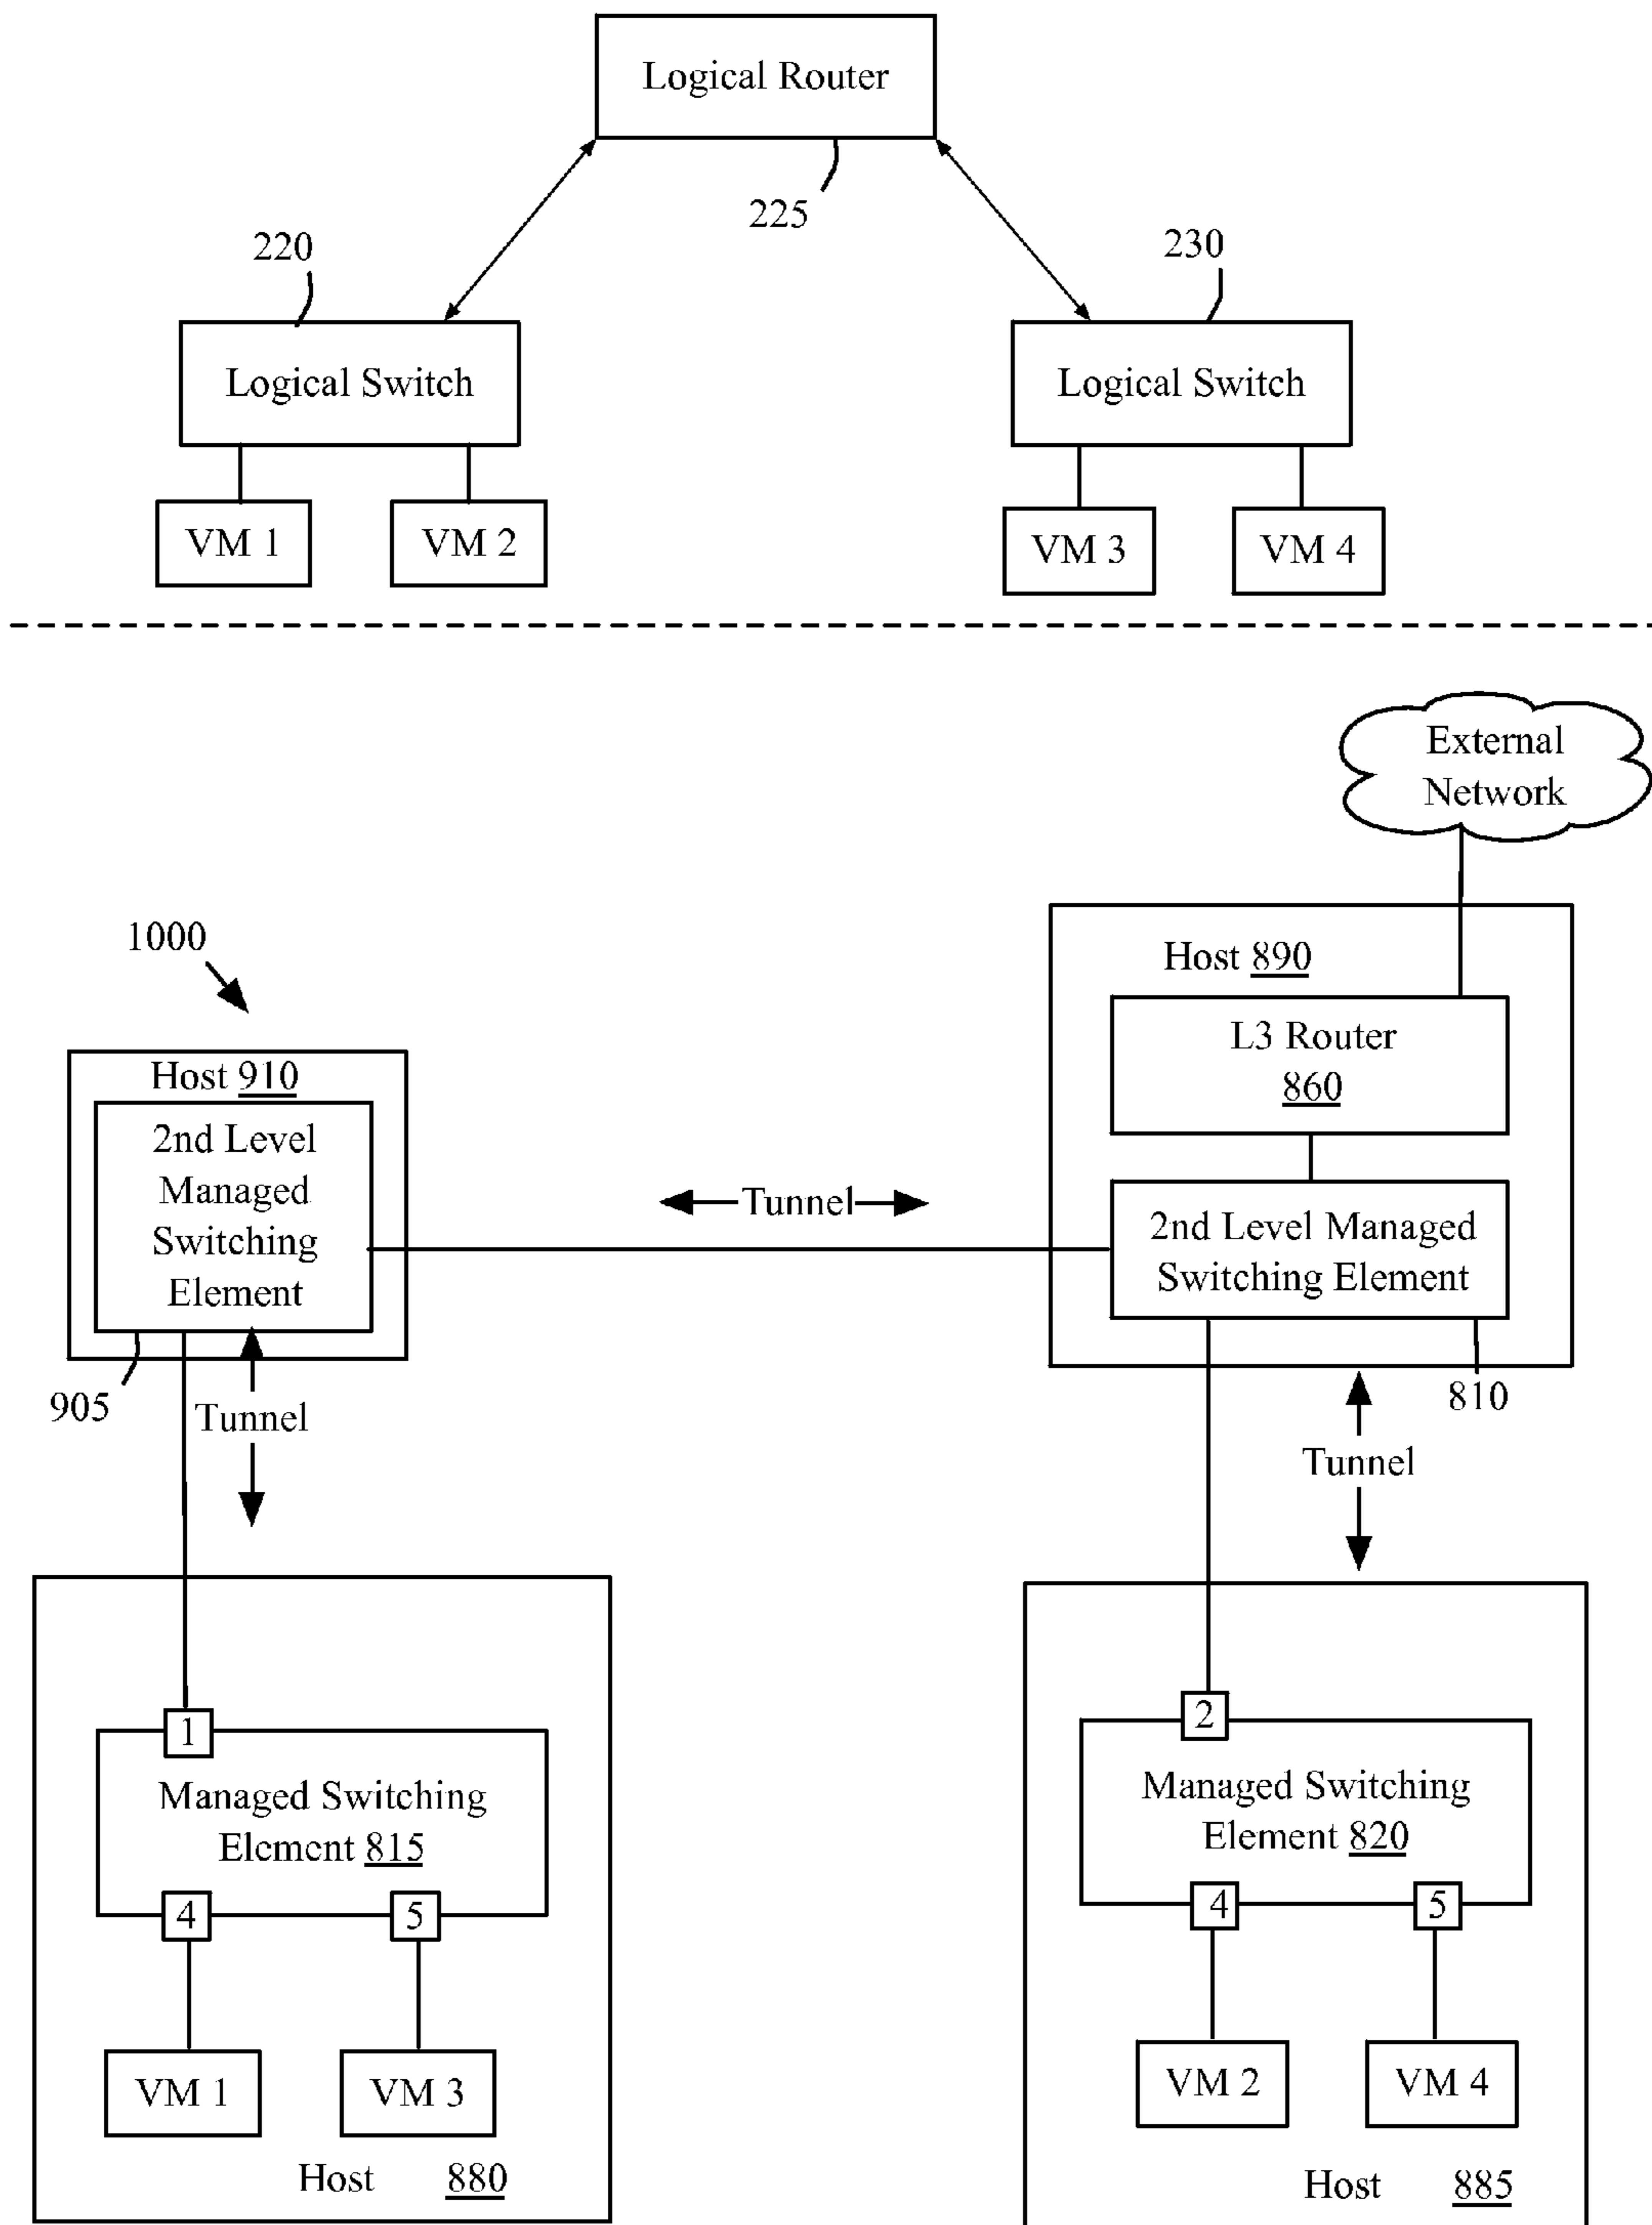 Logical Router
225
220
230
Logical Switch
Logical Switch
VM 1
VM 2
VM 3
VM 4
External
Network
1000
Host 890
L3 Router
860
Host 910
2nd Level
Managed
Switching
Element
Tunnel
2nd Level Managed
Switching Element
905
Tunnel
810
Tunnel
1
Managed Switching
Element 815
4
5
VM 1
VM 3
Host 880
2
Managed Switching
Element 820
4
5
VM 2
VM 4
Host 885